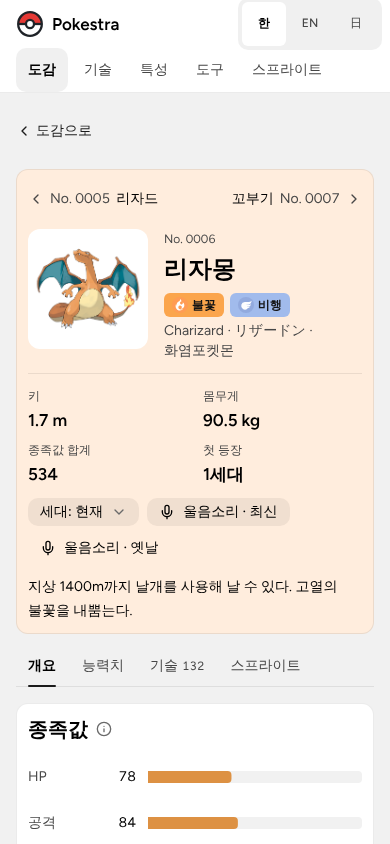 Pokestra
한 EN 日
도감 기술 특성 도구 스프라이트
도감으로
No. 0005 리자드 꼬부기 No. 0007
No. 0006
리자몽
불꽃 비행
Charizard · リザードン ·
화염포켓몬
키 몸무게
1.7 m 90.5 kg
종족값 합계 첫 등장
534 1세대
세대: 현재 울음소리 · 최신
울음소리 · 옛날
지상 1400m까지 날개를 사용해 날 수 있다. 고열의
불꽃을 내뿜는다.
개요 능력치 기술 132 스프라이트
종족값
HP 78
공격 84